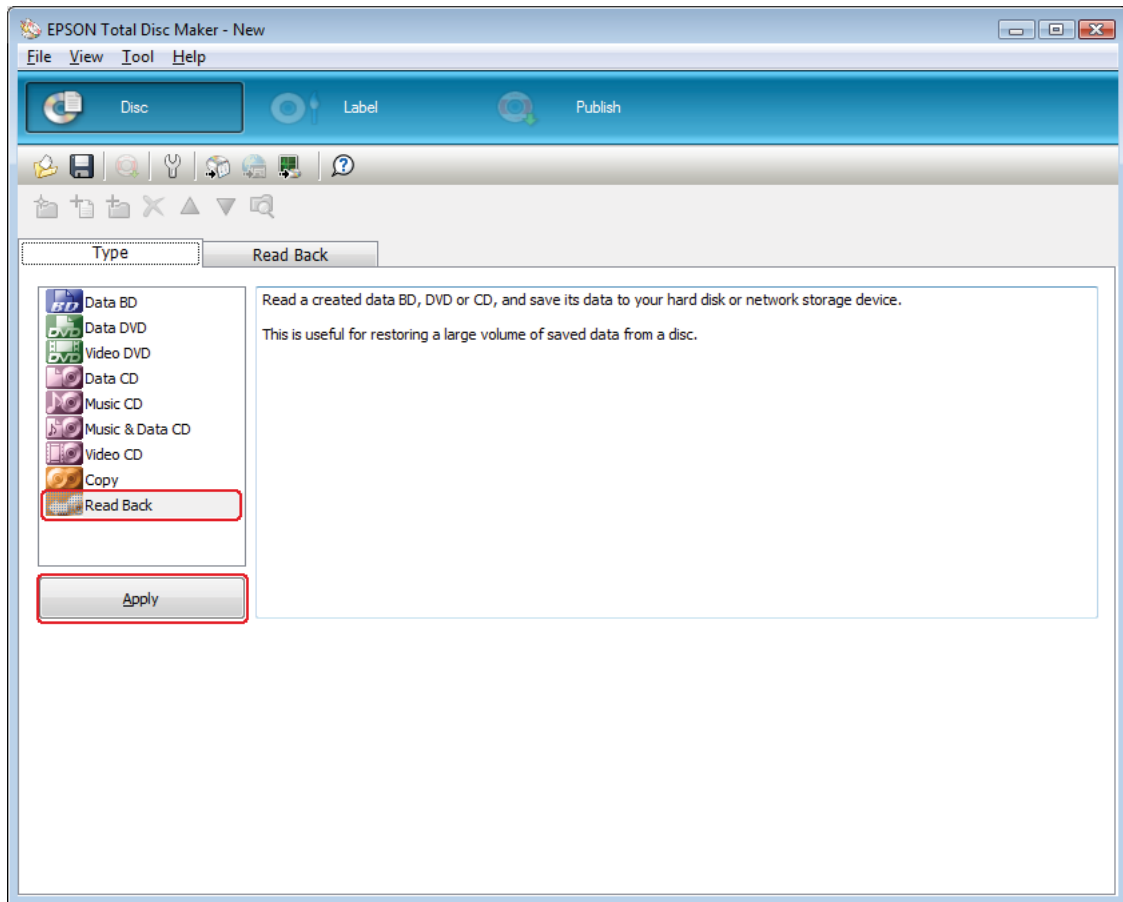 EPSON Total Disc Maker - New
File View Tool Help
Disc Label Publish
Type Read Back
Data BD
Data DVD
Video DVD
Data CD
Music CD
Music & Data CD
Video CD
Copy
Read Back
Apply
Read a created data BD, DVD or CD, and save its data to your hard disk or network storage device.
This is useful for restoring a large volume of saved data from a disc.